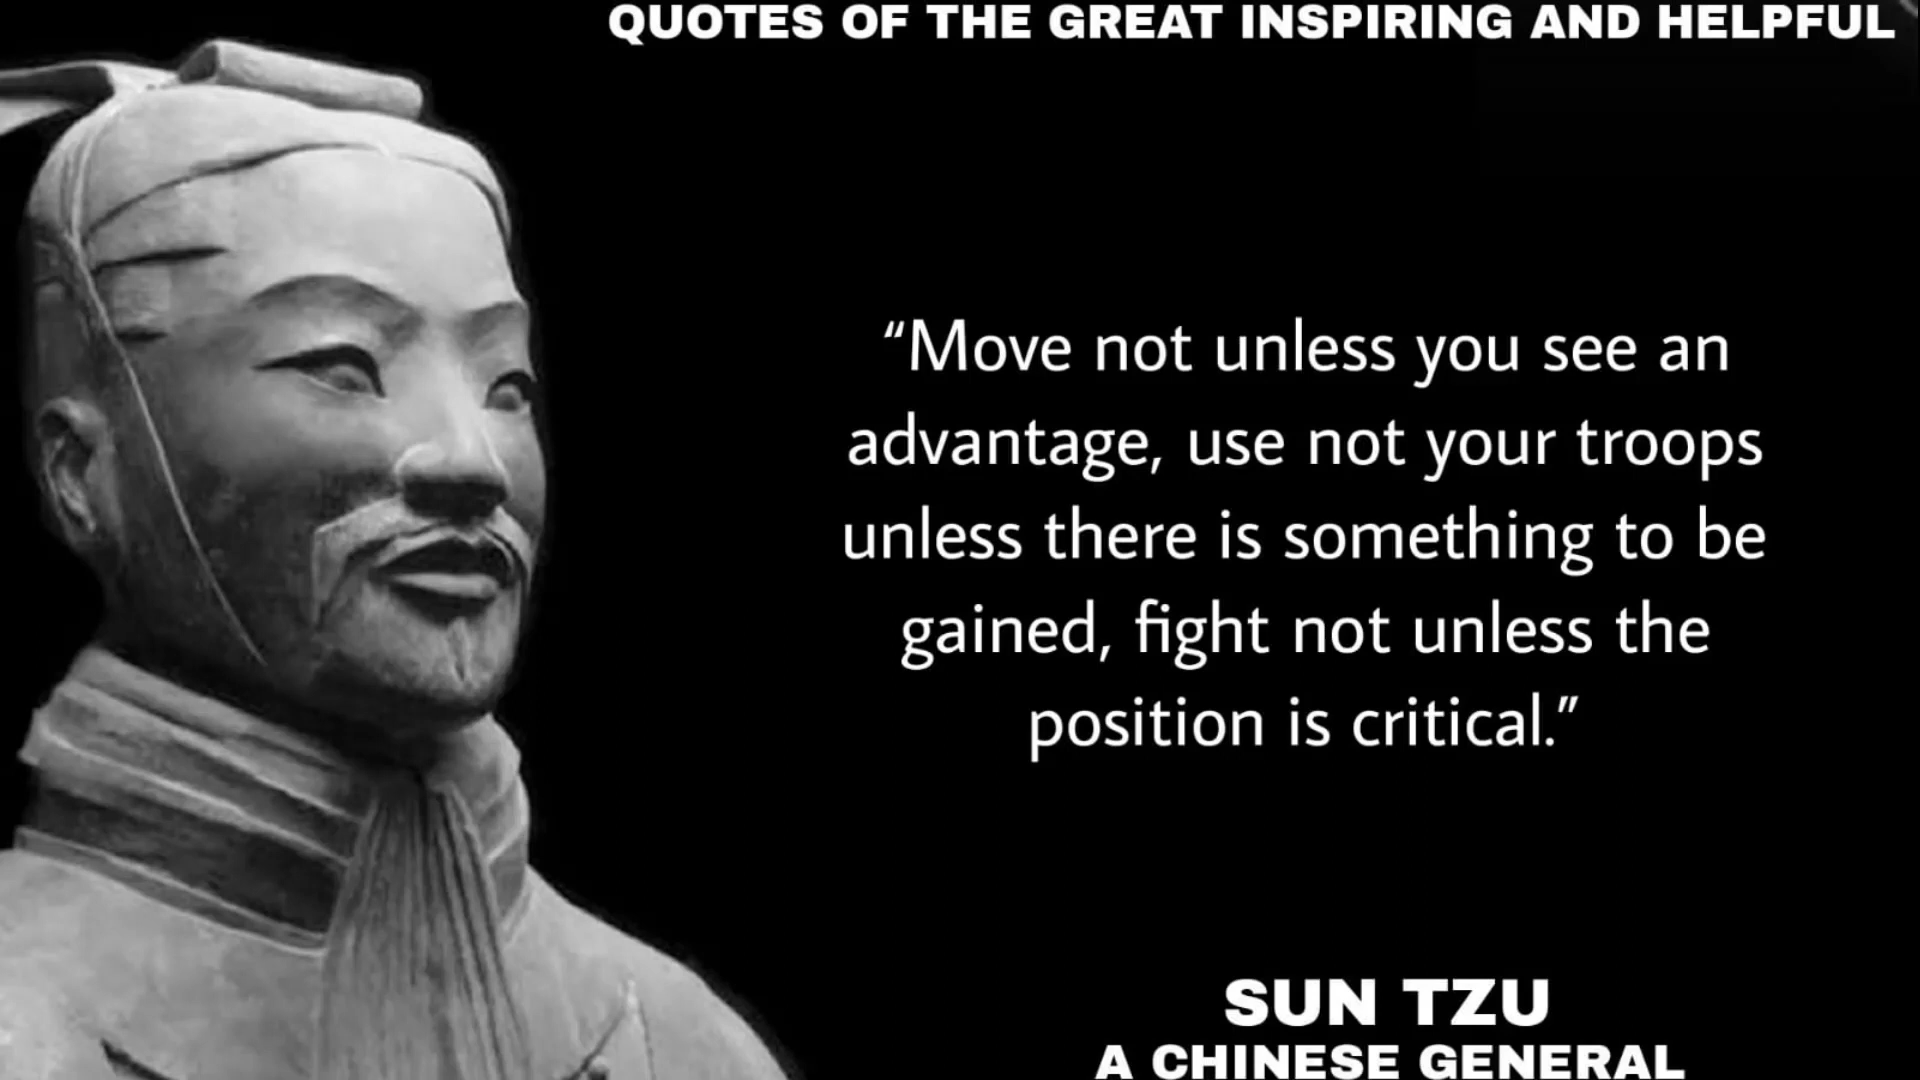 QUOTES OF THE GREAT INSPIRING AND HELPFUL
“Move not unless you see an
advantage, use not your troops
unless there is something to be
gained, fight not unless the
position is critical.”
SUN TZU
A CHINESE GENERAL